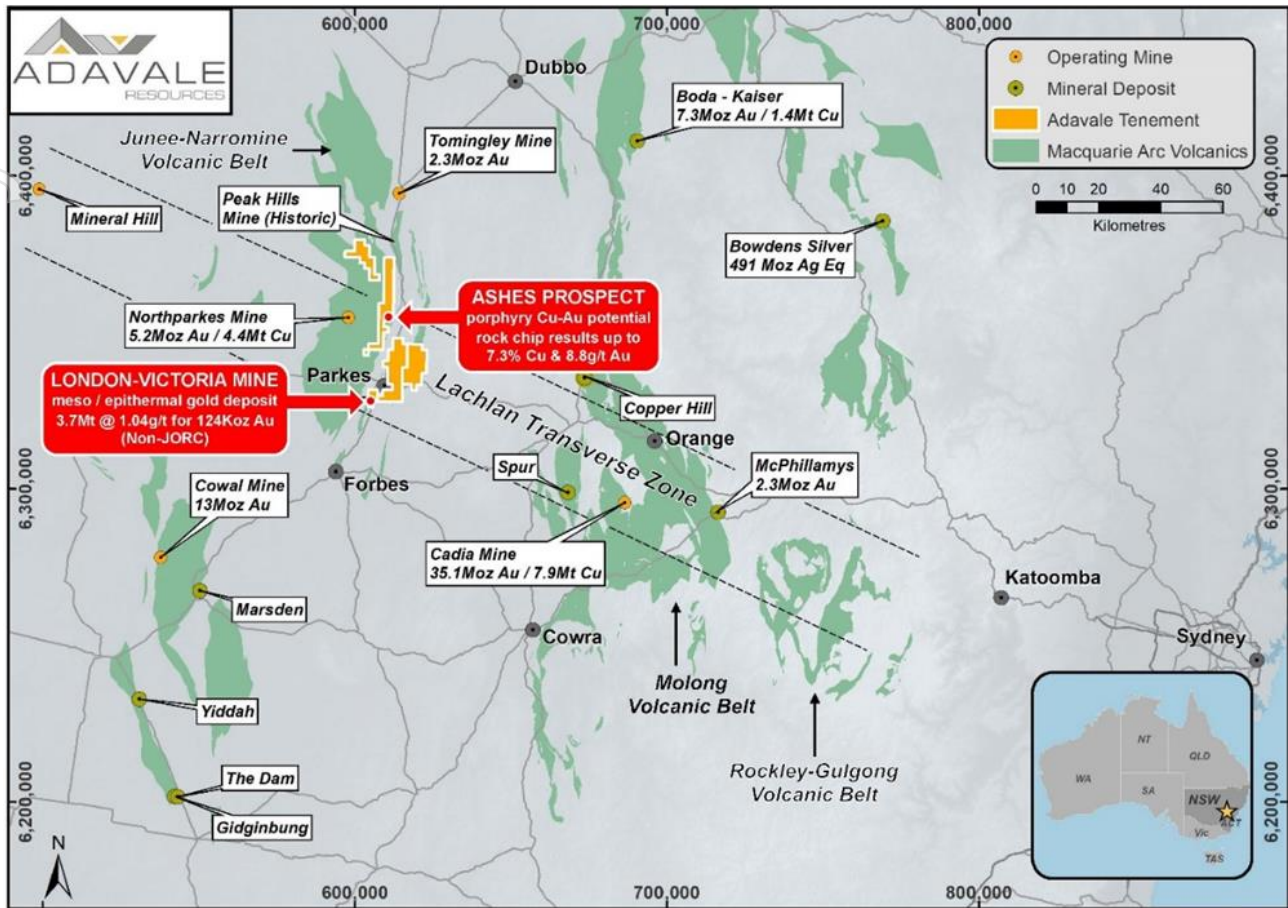 600,000
700,000
800,000
ADAVALE
RESOURCES
Operating Mine
Mineral Deposit
Adavale Tenement
Macquarie Arc Volcanics
0 10 20 40 60
Kilometres
6,400,000
6,400,000
Dubbo
Boda - Kaiser
7.3Moz Au / 1.4Mt Cu
Junee-Narromine
Volcanic Belt
Tomingley Mine
2.3Moz Au
Mineral Hill
Peak Hills
Mine (Historic)
Bowdens Silver
491 Moz Ag Eq
Northparkes Mine
5.2Moz Au / 4.4Mt Cu
ASHES PROSPECT
porphyry Cu-Au potential
rock chip results up to
7.3% Cu & 8.8g/t Au
LONDON-VICTORIA MINE
meso / epithermal gold deposit
3.7Mt @ 1.04g/t for 124Koz Au
(Non-JORC)
Parkes
Lachlan Transverse Zone
Copper Hill
Orange
Forbes
Spur
McPhillamys
2.3Moz Au
6,300,000
6,300,000
Cowal Mine
13Moz Au
Cadia Mine
35.1Moz Au / 7.9Mt Cu
Marsden
Katoomba
Cowra
Sydney
Molong
Volcanic Belt
Yiddah
Rockley-Gulgong
Volcanic Belt
The Dam
Gidginbung
6,200,000
6,200,000
NT
QLD
WA
SA
NSW
ACT
Vic
TAS
N
600,000
700,000
800,000